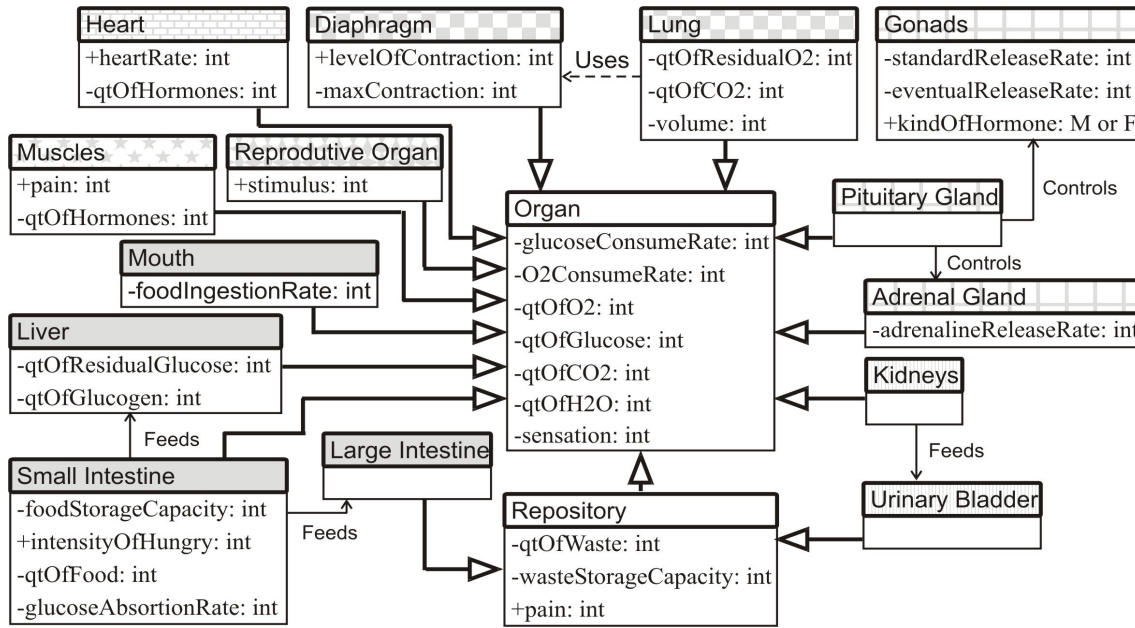 Heart
+heartRate: int
-qtOfHormones: int
Diaphragm
+levelOfContraction: int
-maxContraction: int
Uses
Lung
-qtOfResidualO2: int
-qtOfCO2: int
-volume: int
Gonads
-standardReleaseRate: int
-eventualReleaseRate: int
+kindOfHormone: M or F
Muscles
+pain: int
-qtOfHormones: int
Reprodutive Organ
+stimulus: int
Organ
-glucoseConsumeRate: int
-O2ConsumeRate: int
-qtOfO2: int
-qtOfGlucose: int
-qtOfCO2: int
-qtOfH2O: int
-sensation: int
Pituitary Gland
Controls
Controls
Mouth
-foodIngestionRate: int
Adrenal Gland
-adrenalineReleaseRate: int
Liver
-qtOfResidualGlucose: int
-qtOfGlucogen: int
Kidneys
Feeds
Feeds
Large Intestine
Small Intestine
-foodStorageCapacity: int
+intensityOfHungry: int
-qtOfFood: int
-glucoseAbsortionRate: int
Feeds
Repository
-qtOfWaste: int
-wasteStorageCapacity: int
+pain: int
Urinary Bladder